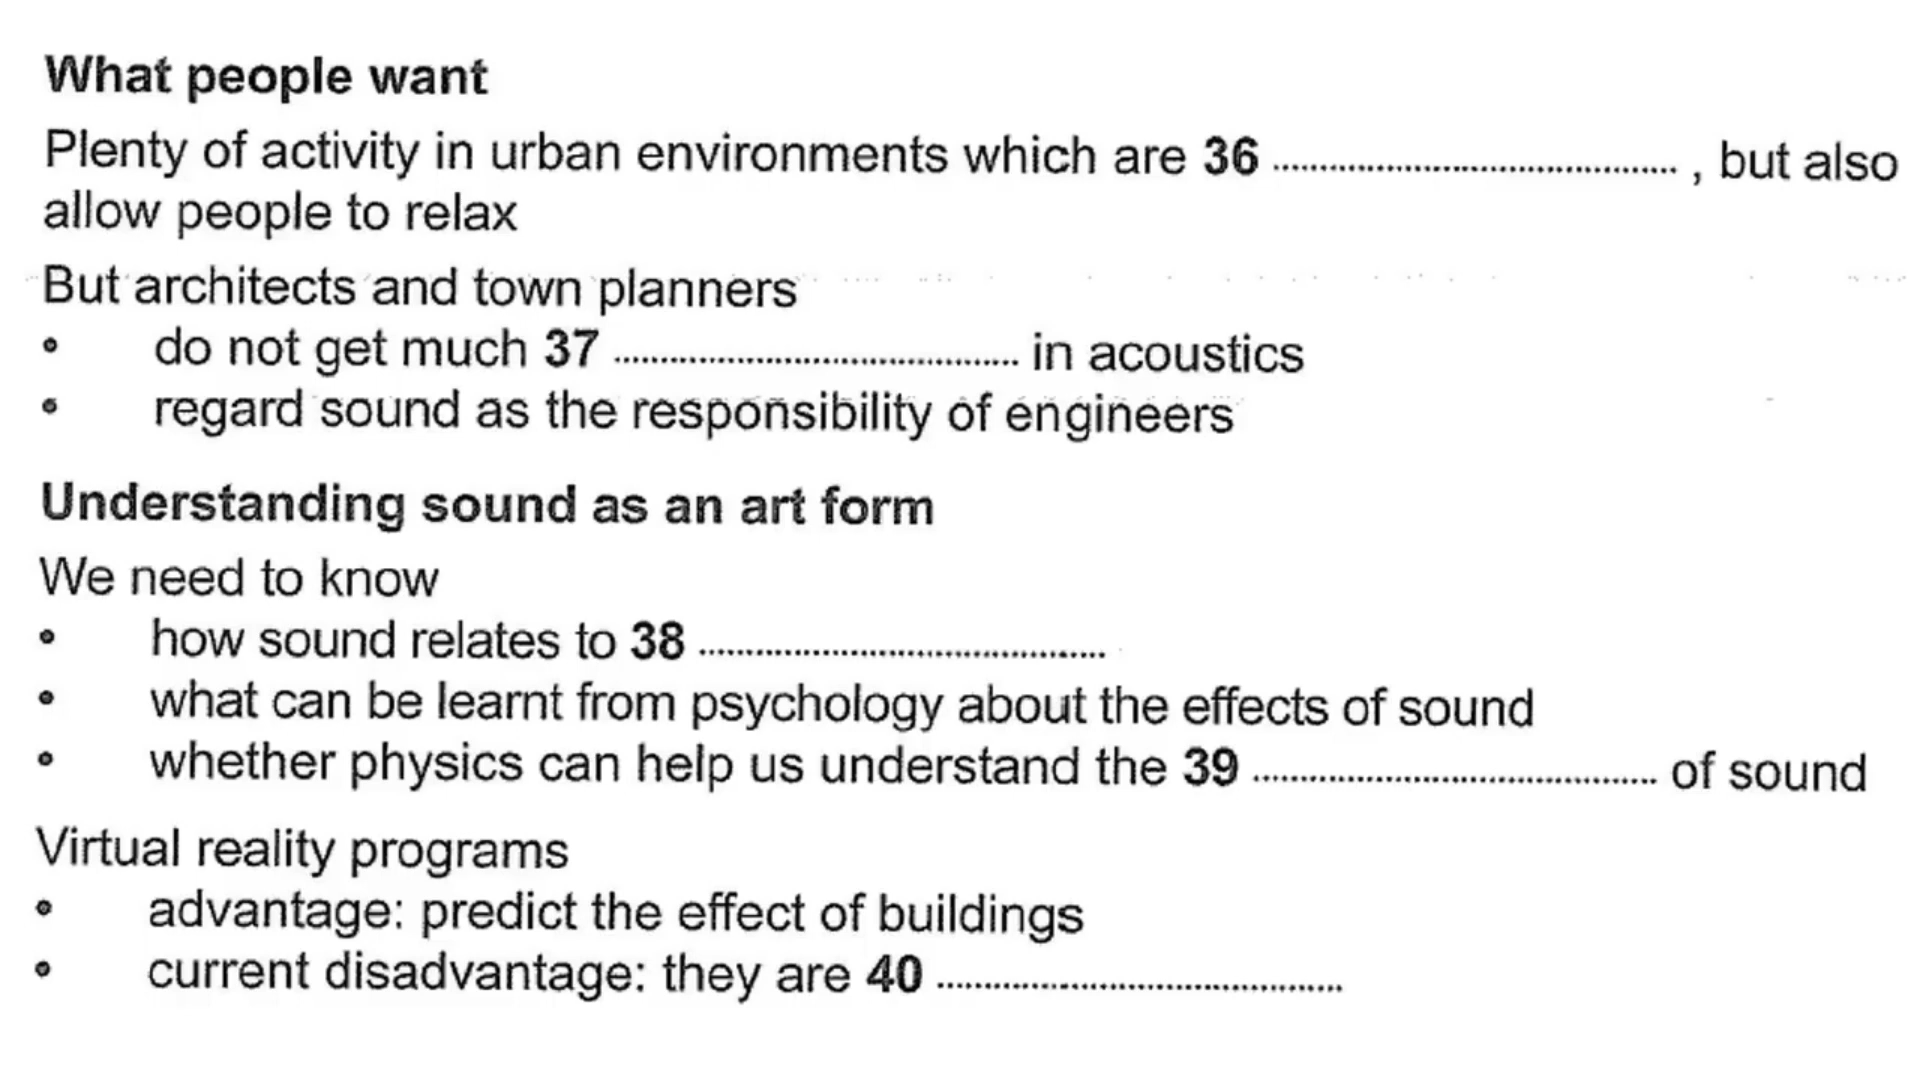 What people want
Plenty of activity in urban environments which are 36 ............................................ , but also
allow people to relax
But architects and town planners
• do not get much 37 ............................................ in acoustics
• regard sound as the responsibility of engineers
Understanding sound as an art form
We need to know
• how sound relates to 38 ............................................
• what can be learnt from psychology about the effects of sound
• whether physics can help us understand the 39 ............................................ of sound
Virtual reality programs
• advantage: predict the effect of buildings
• current disadvantage: they are 40 ............................................